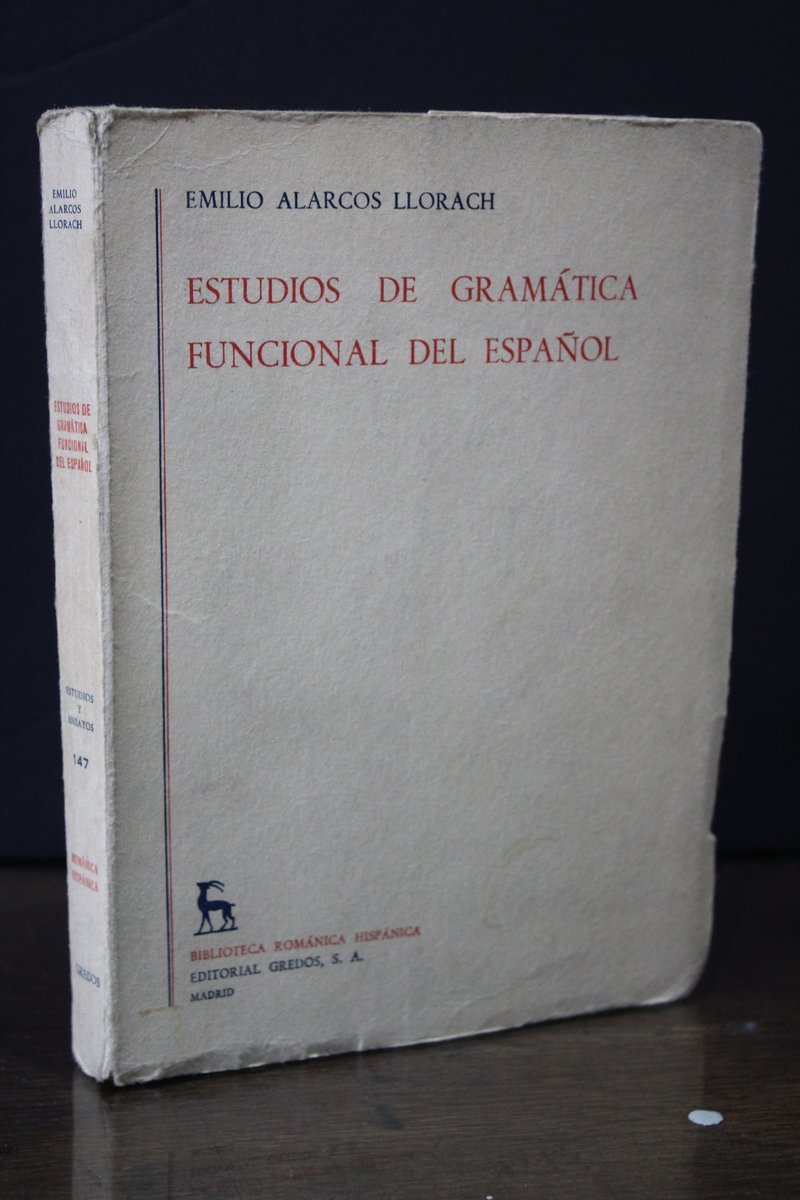 EMILIO
ALARCOS
LLORACH
ESTUDIOS DE
GRAMÁTICA
FUNCIONAL
DEL ESPAÑOL
ESTUDIOS
Y
ENSAYOS
147
ROMÁNICA
HISPÁNICA
GREDOS
EMILIO ALARCOS LLORACH
ESTUDIOS DE GRAMÁTICA
FUNCIONAL DEL ESPAÑOL
BIBLIOTECA ROMÁNICA HISPÁNICA
EDITORIAL GREDOS, S. A.
MADRID